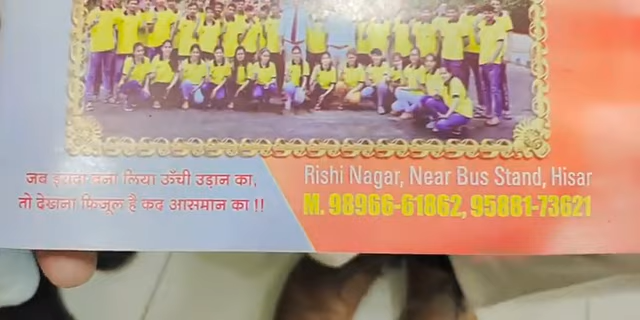 जब इरादा बना लिया ऊँची उड़ान का,
तो देखना फिजूल है कद आसमान का !!
Rishi Nagar, Near Bus Stand, Hisar
M. 98966-61862, 95881-73621